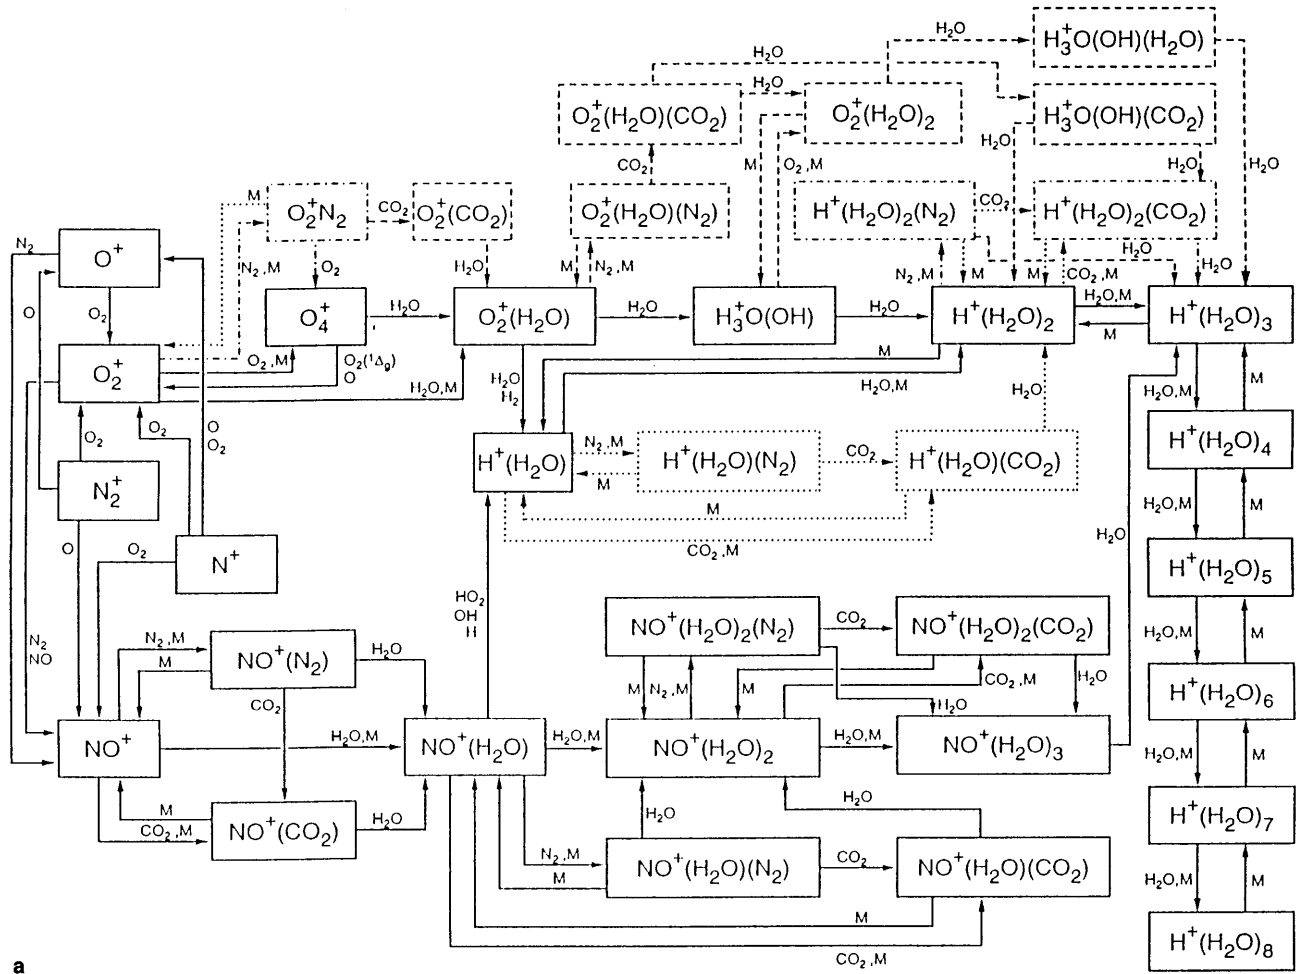 H₂O
H₃⁺O(OH)(H₂O)
H₂O
O₂⁺(H₂O)(CO₂)
H₂O
O₂⁺(H₂O)₂
H₃⁺O(OH)(CO₂)
H₂O
CO₂
M
O₂,M
H₂O
H₂O
M
O₂⁺N₂
CO₂
O₂⁺(CO₂)
O₂⁺(H₂O)(N₂)
H⁺(H₂O)₂(N₂)
CO₂
H⁺(H₂O)₂(CO₂)
N₂
O⁺
N₂,M
O₂
H₂O
M
N₂,M
N₂,M
M
M
CO₂,M
H₂O
H₂O
O
O₂
O₄⁺
H₂O
O₂⁺(H₂O)
H₂O
H₃⁺O(OH)
H₂O
H⁺(H₂O)₂
H₂O,M
M
H⁺(H₂O)₃
O₂⁺
O₂,M
O₂(¹Δg)
O
H₂O,M
H₂O
H₂
M
H₂O,M
H₂O
H₂O,M
M
O₂
O₂
O
O₂
H⁺(H₂O)
N₂,M
M
H⁺(H₂O)(N₂)
CO₂
H⁺(H₂O)(CO₂)
H⁺(H₂O)₄
N₂⁺
M
CO₂,M
H₂O,M
M
O
O₂
N⁺
H₂O
H⁺(H₂O)₅
HO₂
OH
H
NO⁺(H₂O)₂(N₂)
CO₂
NO⁺(H₂O)₂(CO₂)
H₂O,M
M
N₂
NO
N₂,M
M
NO⁺(N₂)
H₂O
CO₂
M
N₂,M
M
CO₂,M
H₂O
H₂O
H⁺(H₂O)₆
NO⁺
H₂O,M
NO⁺(H₂O)
H₂O,M
NO⁺(H₂O)₂
H₂O,M
NO⁺(H₂O)₃
H₂O,M
M
M
CO₂,M
NO⁺(CO₂)
H₂O
H₂O
H₂O
H⁺(H₂O)₇
N₂,M
M
NO⁺(H₂O)(N₂)
CO₂
NO⁺(H₂O)(CO₂)
H₂O,M
M
M
CO₂,M
H⁺(H₂O)₈
a